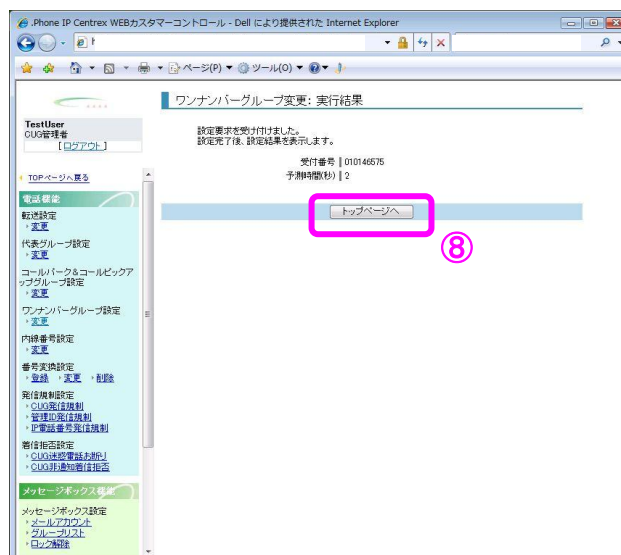 .Phone IP Centrex WEBカスタマーコントロール - Dell により提供された Internet Explorer
ページ(P) ツール(O)
ワンナンバーグループ変更: 実行結果
TestUser
CUG管理者
[ログアウト]
設定要求を受け付けました。
設定完了後、設定結果を表示します。
受付番号 010146575
予測時間(秒) 2
トップページへ
⑧
TOPページへ戻る
電話機能
転送設定
変更
代表グループ設定
変更
コールパーク&コールピックア
ップグループ設定
変更
ワンナンバーグループ設定
変更
内線番号設定
変更
番号変換設定
登録 変更 削除
発信規制設定
CUG発信規制
管理ID発信規制
IP電話番号発信規制
着信拒否設定
CUG迷惑電話お断り
CUG非通知着信拒否
メッセージボックス機能
メッセージボックス設定
メールアカウント
グループリスト
ロック解除